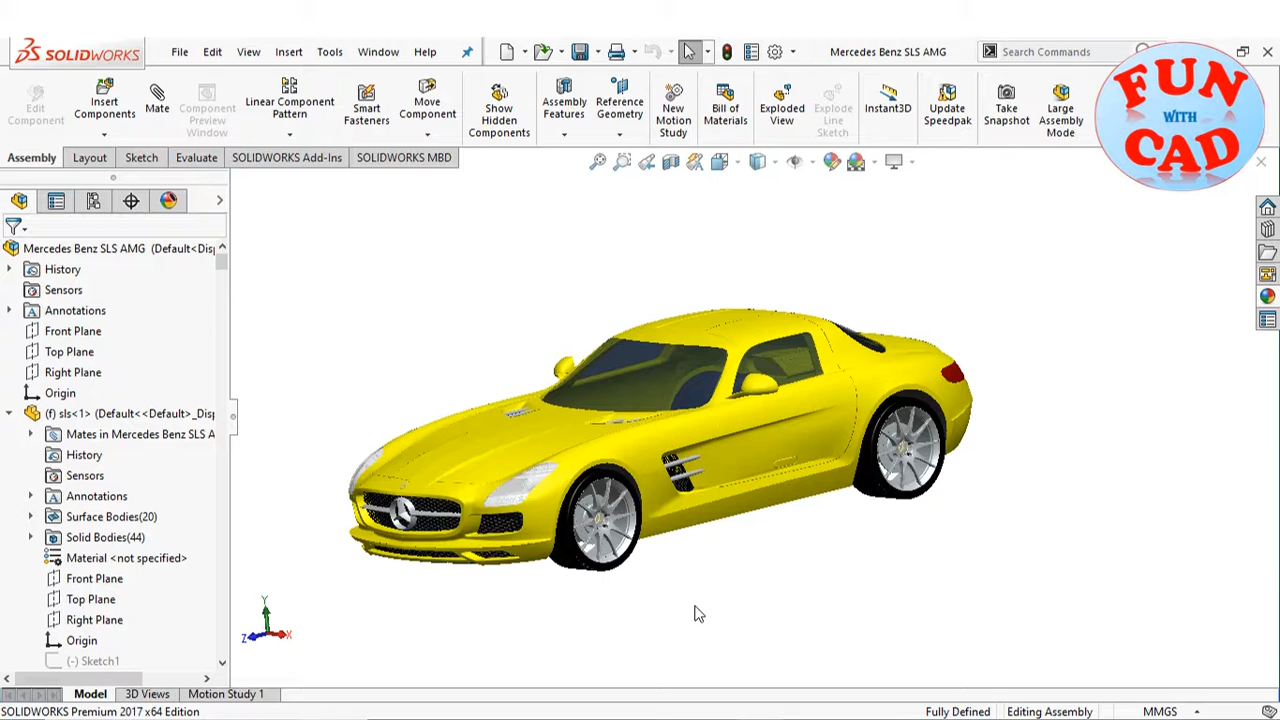 SOLIDWORKS
File Edit View Insert Tools Window Help
Mercedes Benz SLS AMG
Search Commands
Edit Component
Insert Components
Mate
Component Preview Window
Linear Component Pattern
Smart Fasteners
Move Component
Show Hidden Components
Assembly Features
Reference Geometry
New Motion Study
Bill of Materials
Exploded View
Explode Line Sketch
Instant3D
Update Speedpak
Take Snapshot
Large Assembly Mode
FUN
WITH
CAD
Assembly Layout Sketch Evaluate SOLIDWORKS Add-Ins SOLIDWORKS MBD
Mercedes Benz SLS AMG (Default<Disp
History
Sensors
Annotations
Front Plane
Top Plane
Right Plane
Origin
(f) sls<1> (Default<<Default>_Disp
Mates in Mercedes Benz SLS A
History
Sensors
Annotations
Surface Bodies(20)
Solid Bodies(44)
Material <not specified>
Front Plane
Top Plane
Right Plane
Origin
(-) Sketch1
Y
Z
X
Model 3D Views Motion Study 1
SOLIDWORKS Premium 2017 x64 Edition
Fully Defined
Editing Assembly
MMGS